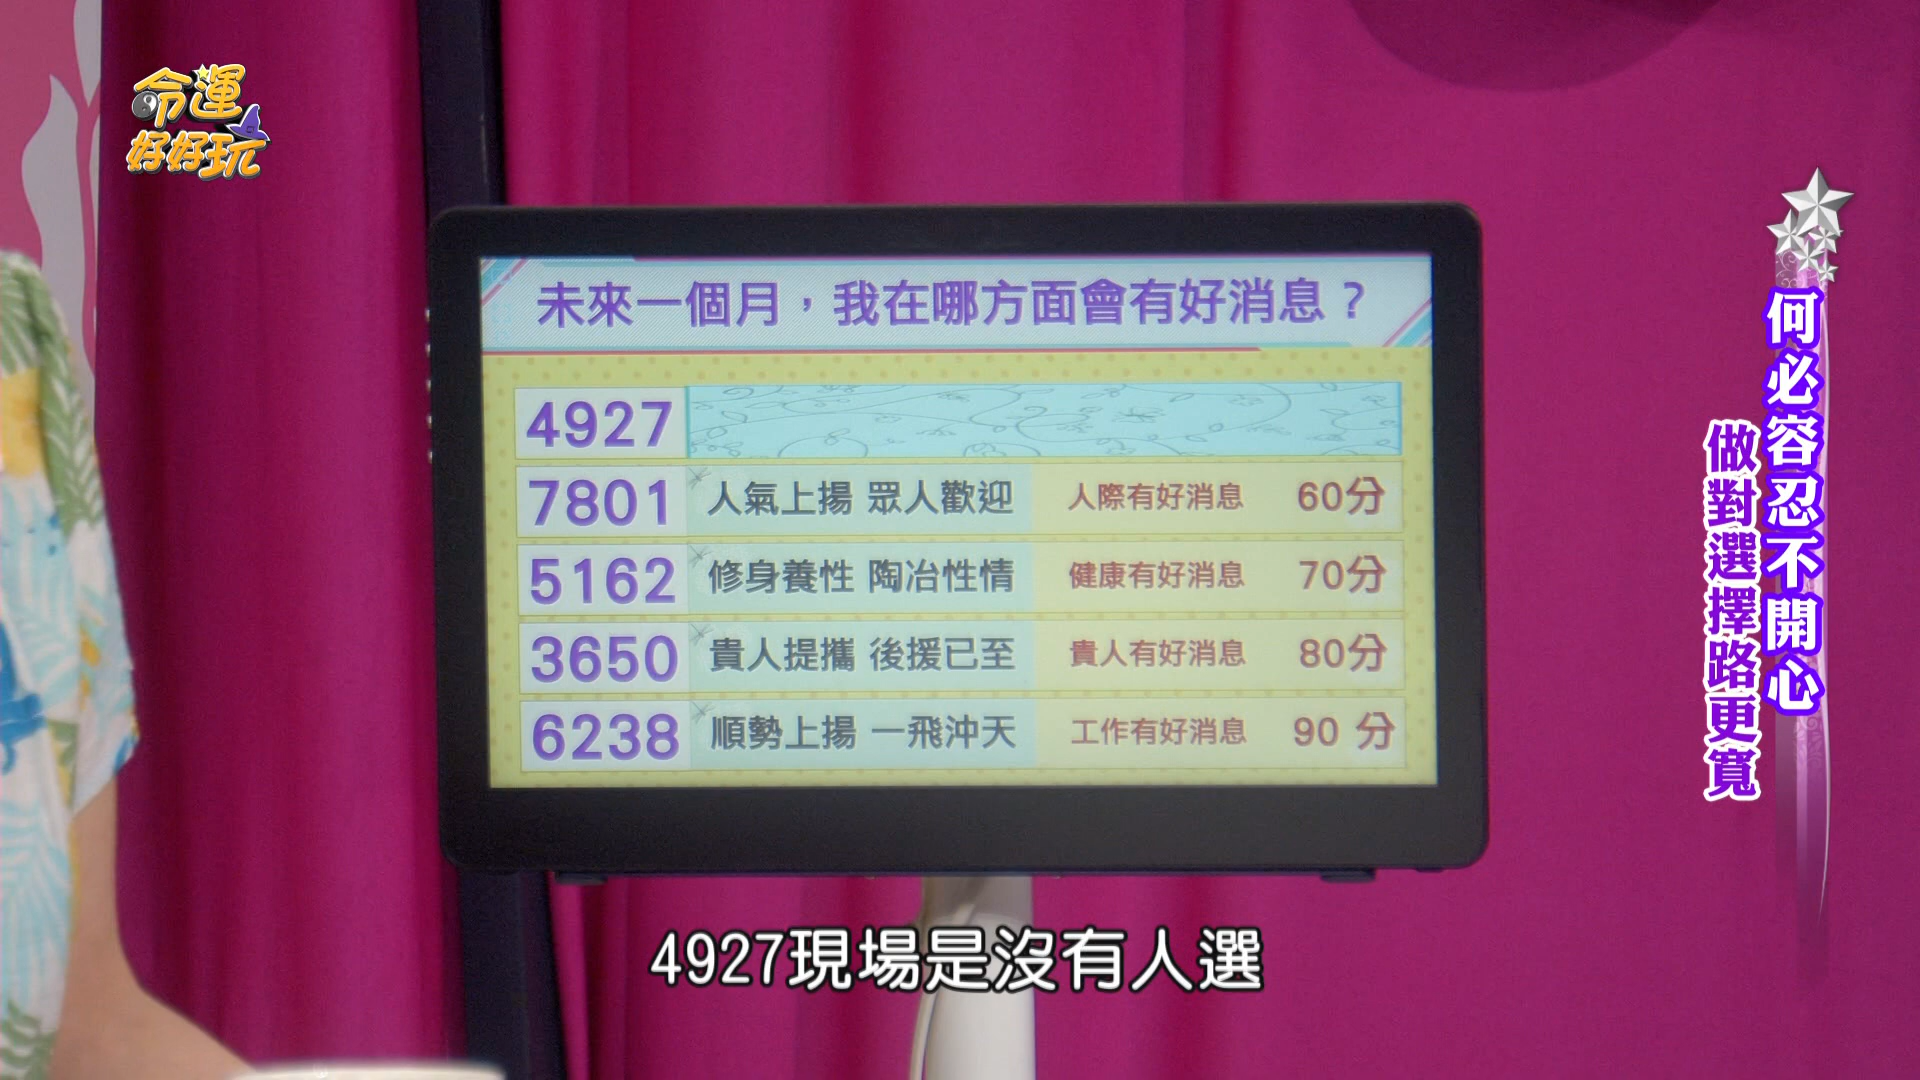 命運
好好玩
未來一個月，我在哪方面會有好消息？
4927
7801 人氣上揚 眾人歡迎 人際有好消息 60分
5162 修身養性 陶冶性情 健康有好消息 70分
3650 貴人提攜 後援已至 貴人有好消息 80分
6238 順勢上揚 一飛沖天 工作有好消息 90 分
何必容忍不開心
做對選擇路更寬
4927現場是沒有人選